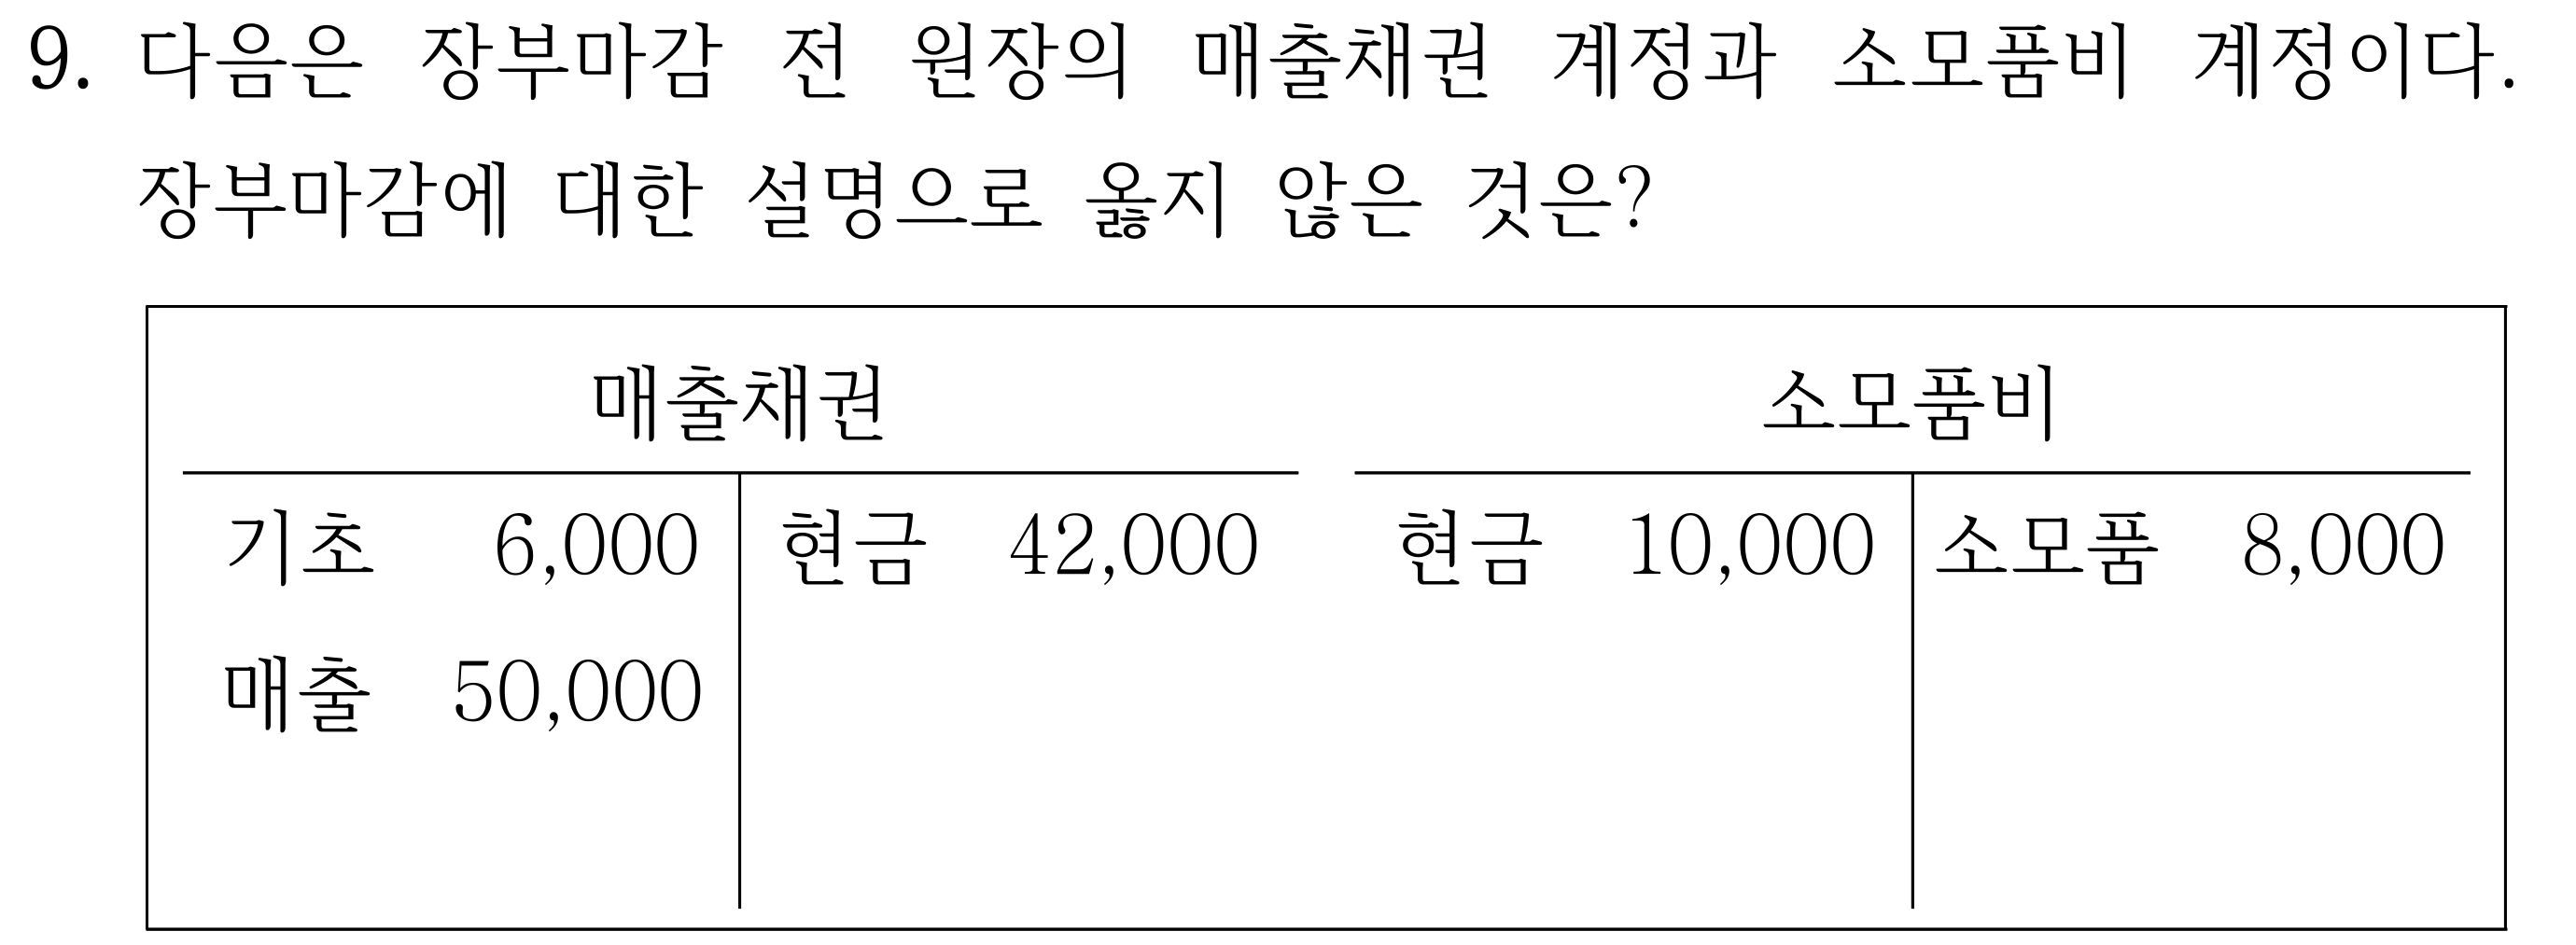 9. 다음은 장부마감 전 원장의 매출채권 계정과 소모품비 계정이다.
장부마감에 대한 설명으로 옳지 않은 것은?
매출채권 소모품비
기초 6,000 현금 42,000 현금 10,000 소모품 8,000
매출 50,000